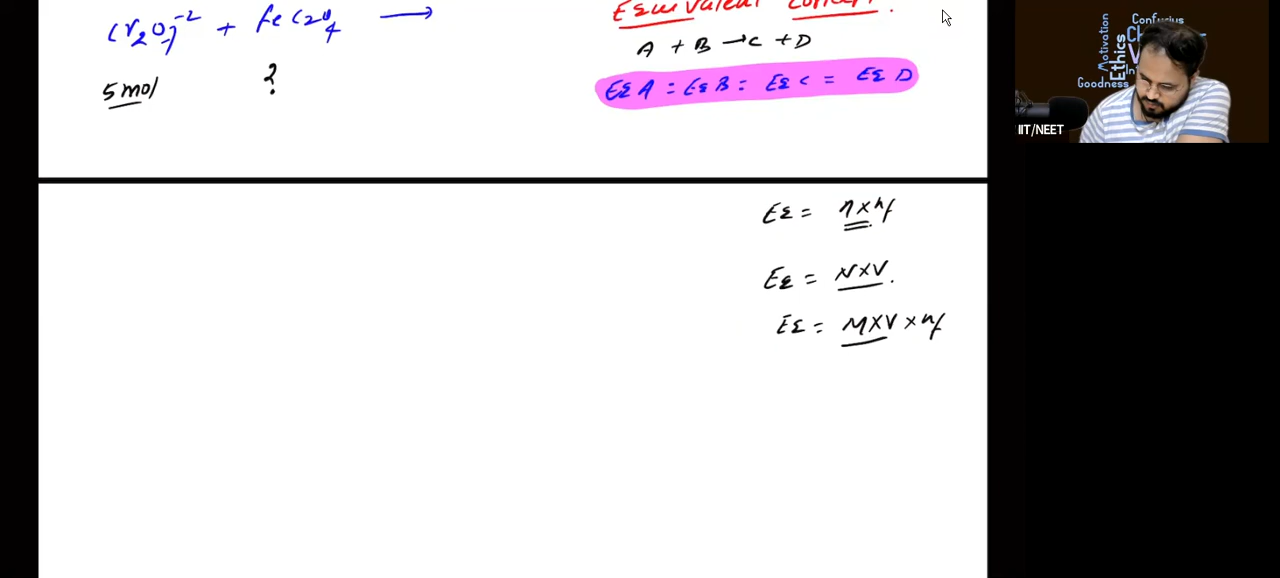 Equivalent Concept.
Cr2O7^-2 + FeC2O4 →
A + B → C + D
5 mol ?
Eq A = Eq B = Eq C = Eq D
Eq = n×nf
Eq = N×V.
Eq = M×V×nf
Confucius
Motivation
Ethics
Goodness
IIT/NEET